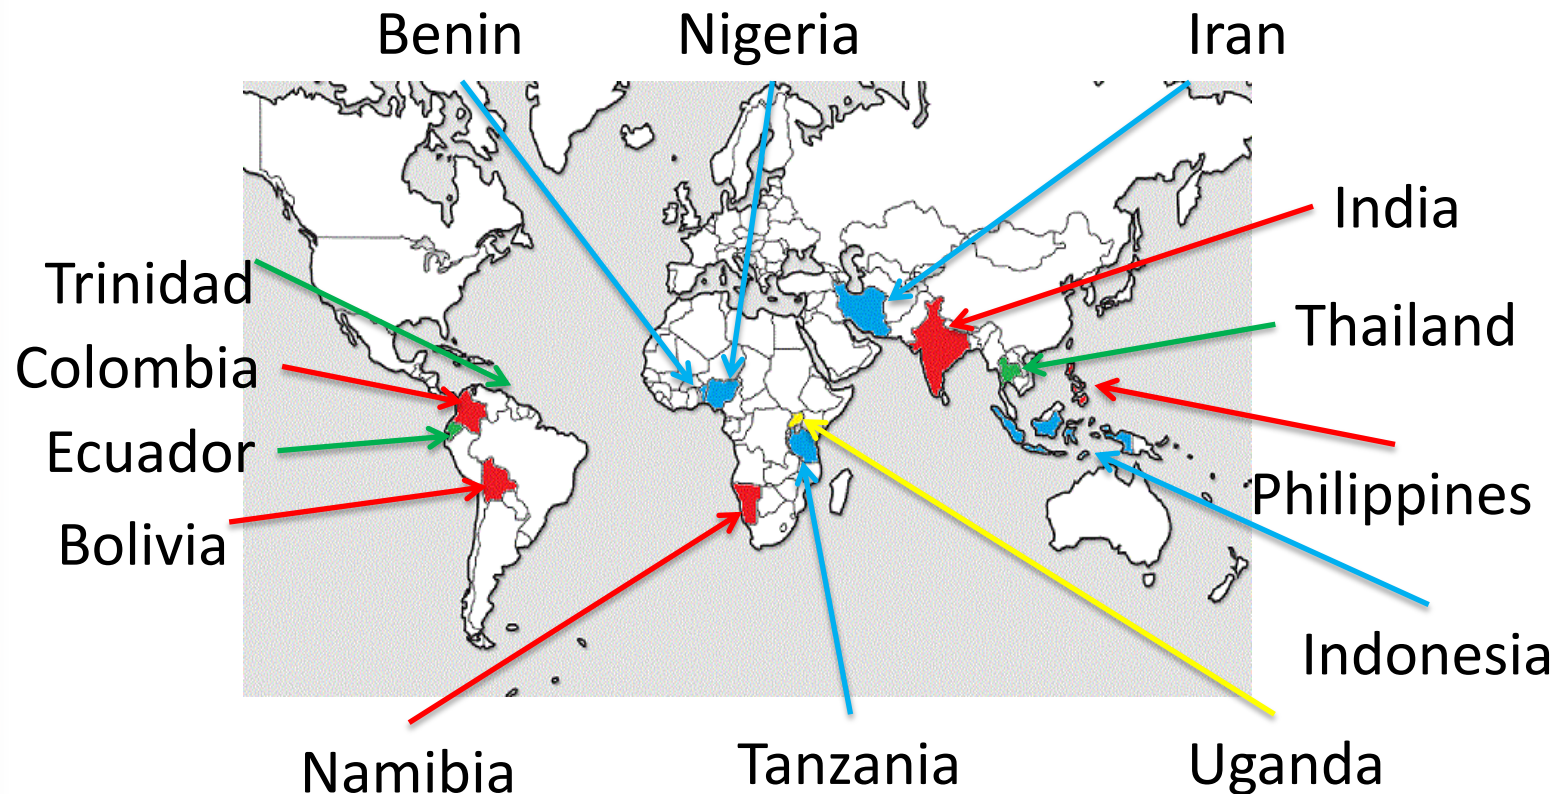 Benin
Nigeria
Iran
India
Trinidad
Thailand
Colombia
Ecuador
Philippines
Bolivia
Indonesia
Namibia
Tanzania
Uganda